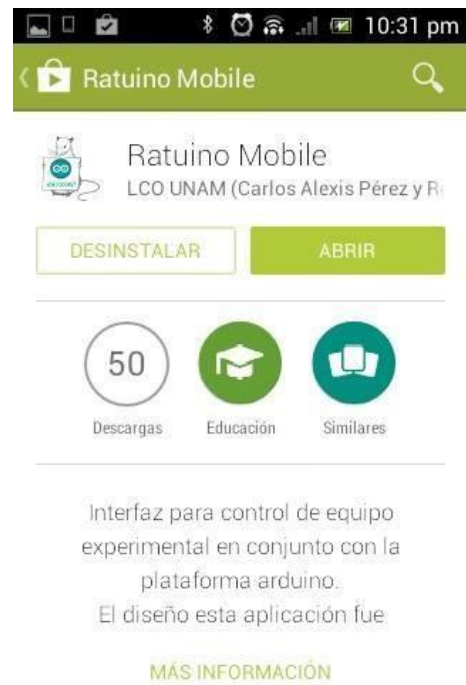 10:31 pm
Ratuino Mobile
Ratuino Mobile
LCO UNAM (Carlos Alexis Pérez y R
DESINSTALAR
ABRIR
50
Descargas
Educación
Similares
Interfaz para control de equipo
experimental en conjunto con la
plataforma arduino.
El diseño esta aplicación fue
MÁS INFORMACIÓN